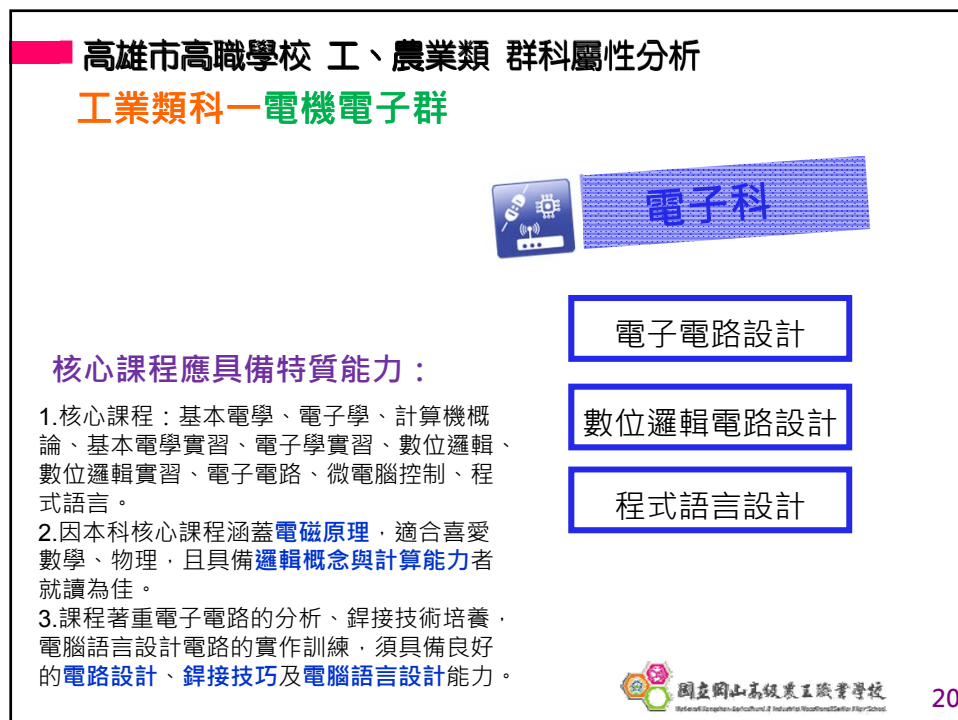 高雄市高職學校 工、農業類 群科屬性分析
工業類科—電機電子群
電子科
電子電路設計
數位邏輯電路設計
程式語言設計
核心課程應具備特質能力：
1.核心課程：基本電學、電子學、計算機概
論、基本電學實習、電子學實習、數位邏輯、
數位邏輯實習、電子電路、微電腦控制、程
式語言。
2.因本科核心課程涵蓋電磁原理，適合喜愛
數學、物理，且具備邏輯概念與計算能力者
就讀為佳。
3.課程著重電子電路的分析、銲接技術培養，
電腦語言設計電路的實作訓練，須具備良好
的電路設計、銲接技巧及電腦語言設計能力。
國立岡山高級農工職業學校
20